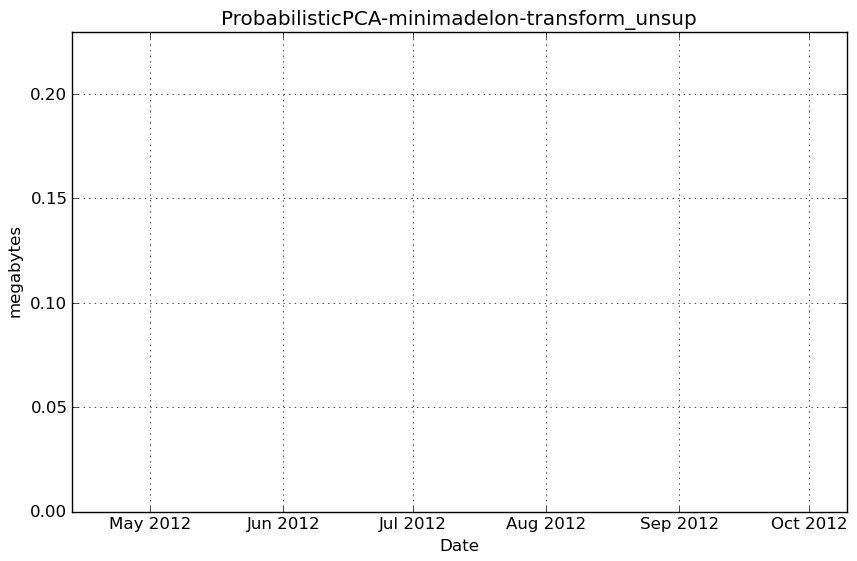 ProbabilisticPCA-minimadelon-transform_unsup
megabytes
0.20
0.15
0.10
0.05
0.00
May 2012 Jun 2012 Jul 2012 Aug 2012 Sep 2012 Oct 2012
Date